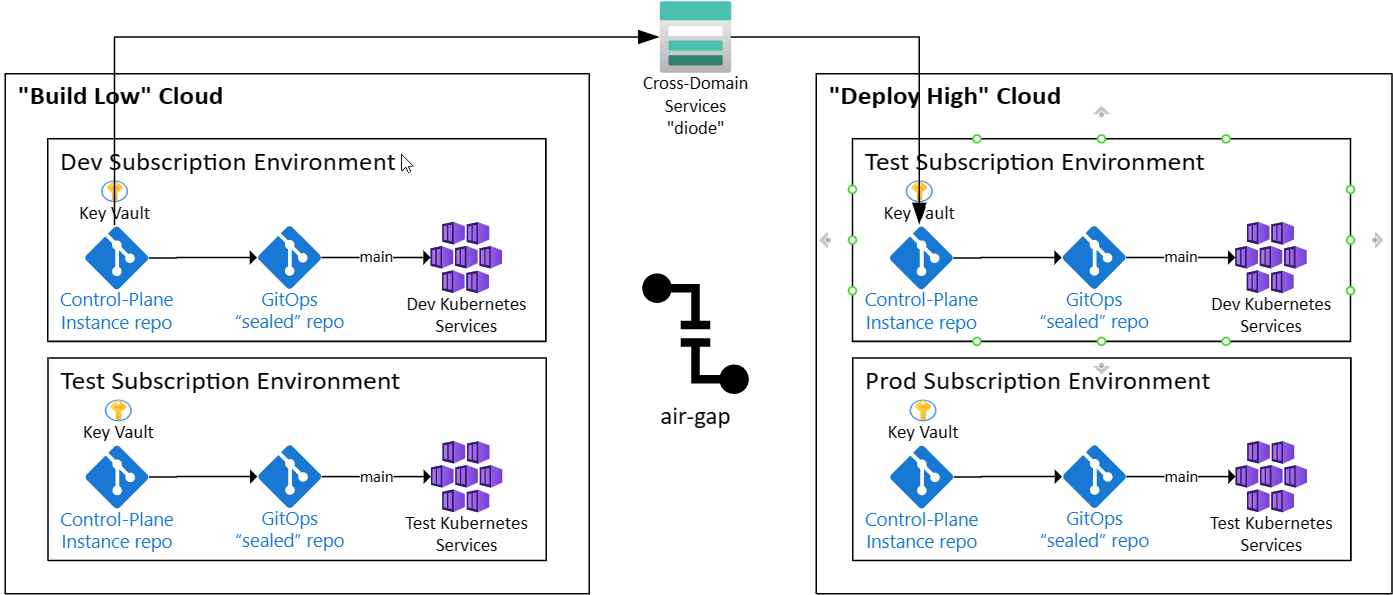 Cross-Domain
Services
"diode"
"Build Low" Cloud
Dev Subscription Environment
Key Vault
Control-Plane
Instance repo
GitOps
“sealed” repo
main
Dev Kubernetes
Services
Test Subscription Environment
Key Vault
Control-Plane
Instance repo
GitOps
“sealed” repo
main
Test Kubernetes
Services
air-gap
"Deploy High" Cloud
Test Subscription Environment
Key Vault
Control-Plane
Instance repo
GitOps
“sealed” repo
main
Dev Kubernetes
Services
Prod Subscription Environment
Key Vault
Control-Plane
Instance repo
GitOps
“sealed” repo
main
Test Kubernetes
Services